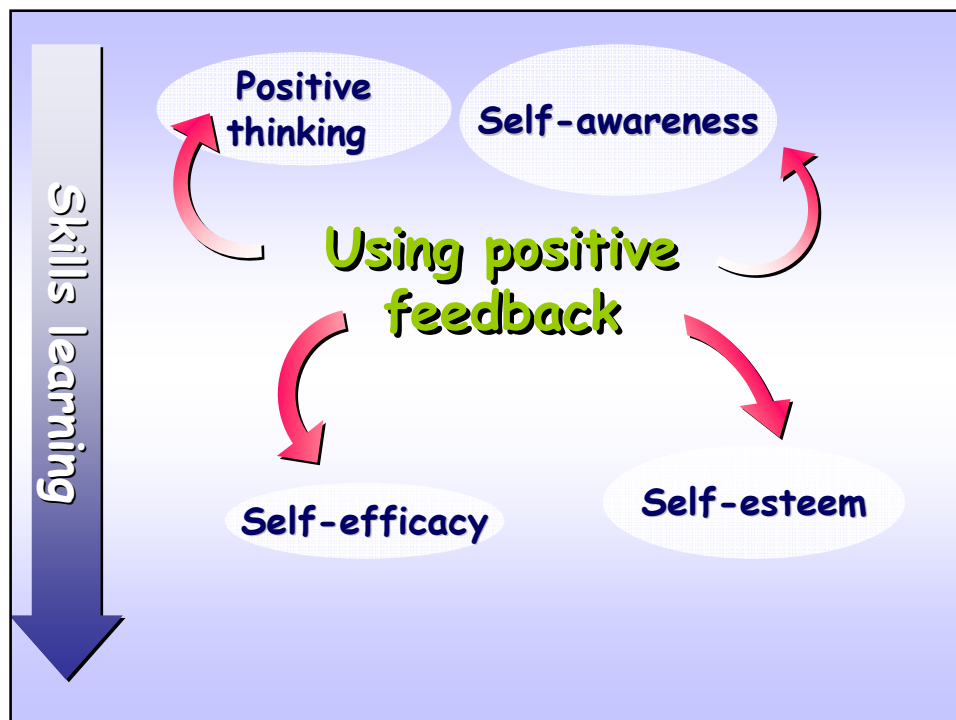 Skills learning
Positive
thinking
Self-awareness
Using positive
feedback
Self-efficacy
Self-esteem